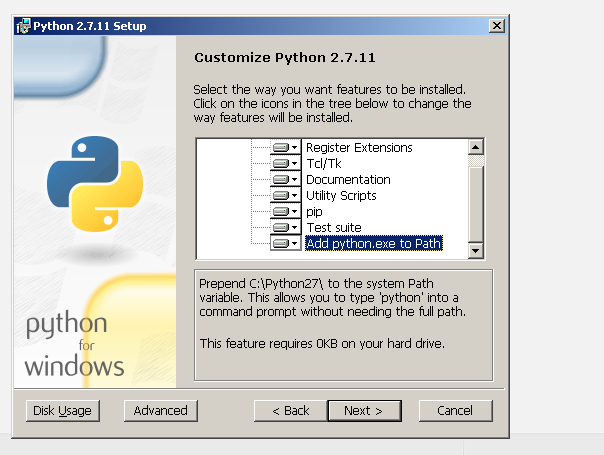 Python 2.7.11 Setup
Customize Python 2.7.11
Select the way you want features to be installed.
Click on the icons in the tree below to change the
way features will be installed.
Register Extensions
Tcl/Tk
Documentation
Utility Scripts
pip
Test suite
Add python.exe to Path
Prepend C:\Python27\ to the system Path
variable. This allows you to type 'python' into a
command prompt without needing the full path.
This feature requires 0KB on your hard drive.
python
for
windows
Disk Usage
Advanced
< Back
Next >
Cancel